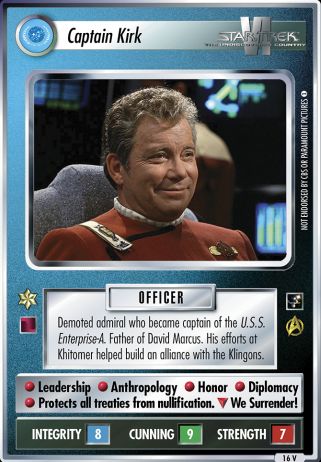 Captain Kirk
STAR TREK VI
THE UNDISCOVERED COUNTRY
NOT ENDORSED BY CBS OR PARAMOUNT PICTURES
OFFICER
Demoted admiral who became captain of the U.S.S.
Enterprise-A. Father of David Marcus. His efforts at
Khitomer helped build an alliance with the Klingons.
Leadership Anthropology Honor Diplomacy
Protects all treaties from nullification. We Surrender!
INTEGRITY 8 CUNNING 9 STRENGTH 7
16 V